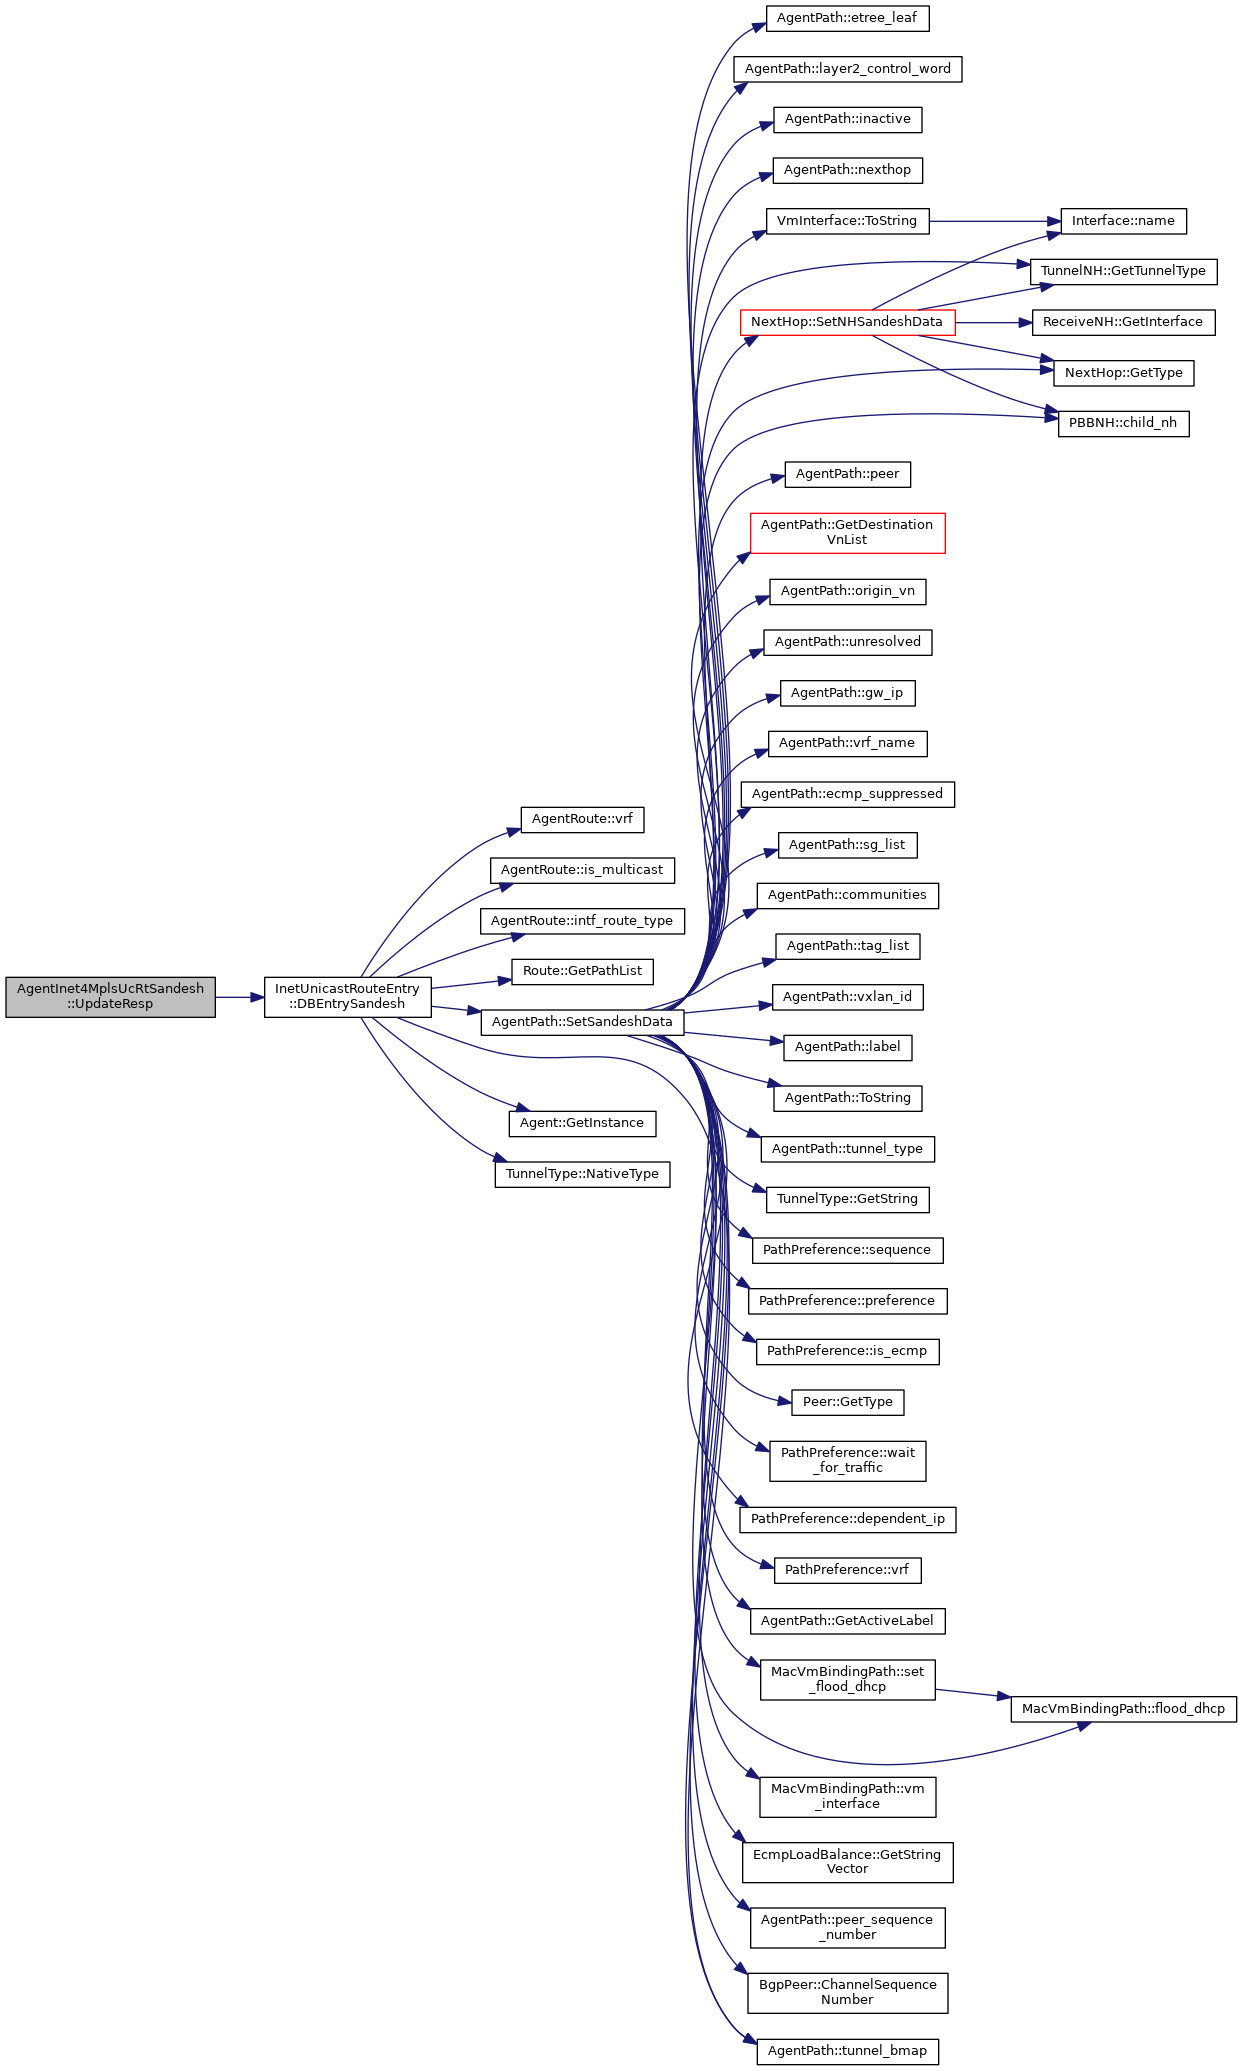 AgentPath::etree_leaf
AgentPath::layer2_control_word
AgentPath::inactive
AgentPath::nexthop
VmInterface::ToString
Interface::name
TunnelNH::GetTunnelType
NextHop::SetNHSandeshData
ReceiveNH::GetInterface
NextHop::GetType
PBBNH::child_nh
AgentPath::peer
AgentPath::GetDestination
VnList
AgentPath::origin_vn
AgentPath::unresolved
AgentPath::gw_ip
AgentPath::vrf_name
AgentPath::ecmp_suppressed
AgentRoute::vrf
AgentPath::sg_list
AgentRoute::is_multicast
AgentPath::communities
AgentRoute::intf_route_type
AgentPath::tag_list
Route::GetPathList
AgentInet4MplsUcRtSandesh
::UpdateResp
InetUnicastRouteEntry
::DBEntrySandesh
AgentPath::vxlan_id
AgentPath::SetSandeshData
AgentPath::label
AgentPath::ToString
Agent::GetInstance
AgentPath::tunnel_type
TunnelType::NativeType
TunnelType::GetString
PathPreference::sequence
PathPreference::preference
PathPreference::is_ecmp
Peer::GetType
PathPreference::wait
_for_traffic
PathPreference::dependent_ip
PathPreference::vrf
AgentPath::GetActiveLabel
MacVmBindingPath::set
_flood_dhcp
MacVmBindingPath::flood_dhcp
MacVmBindingPath::vm
_interface
EcmpLoadBalance::GetString
Vector
AgentPath::peer_sequence
_number
BgpPeer::ChannelSequence
Number
AgentPath::tunnel_bmap